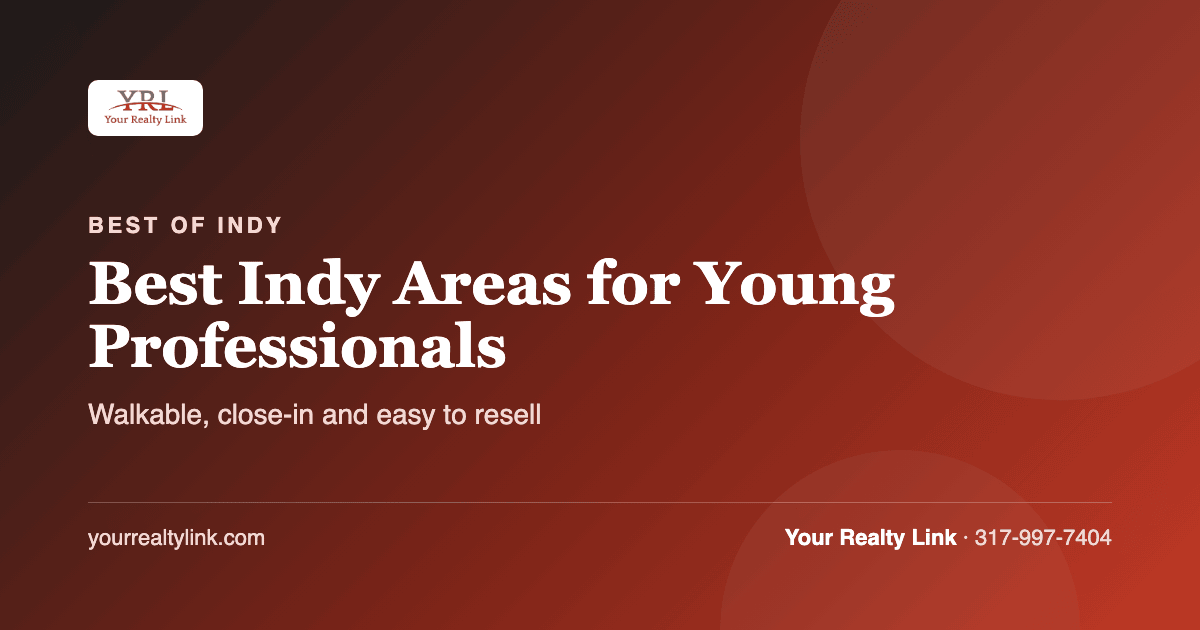 YRL
Your Realty Link
BEST OF INDY
Best Indy Areas for Young
Professionals
Walkable, close-in and easy to resell
yourrealtylink.com
Your Realty Link · 317-997-7404